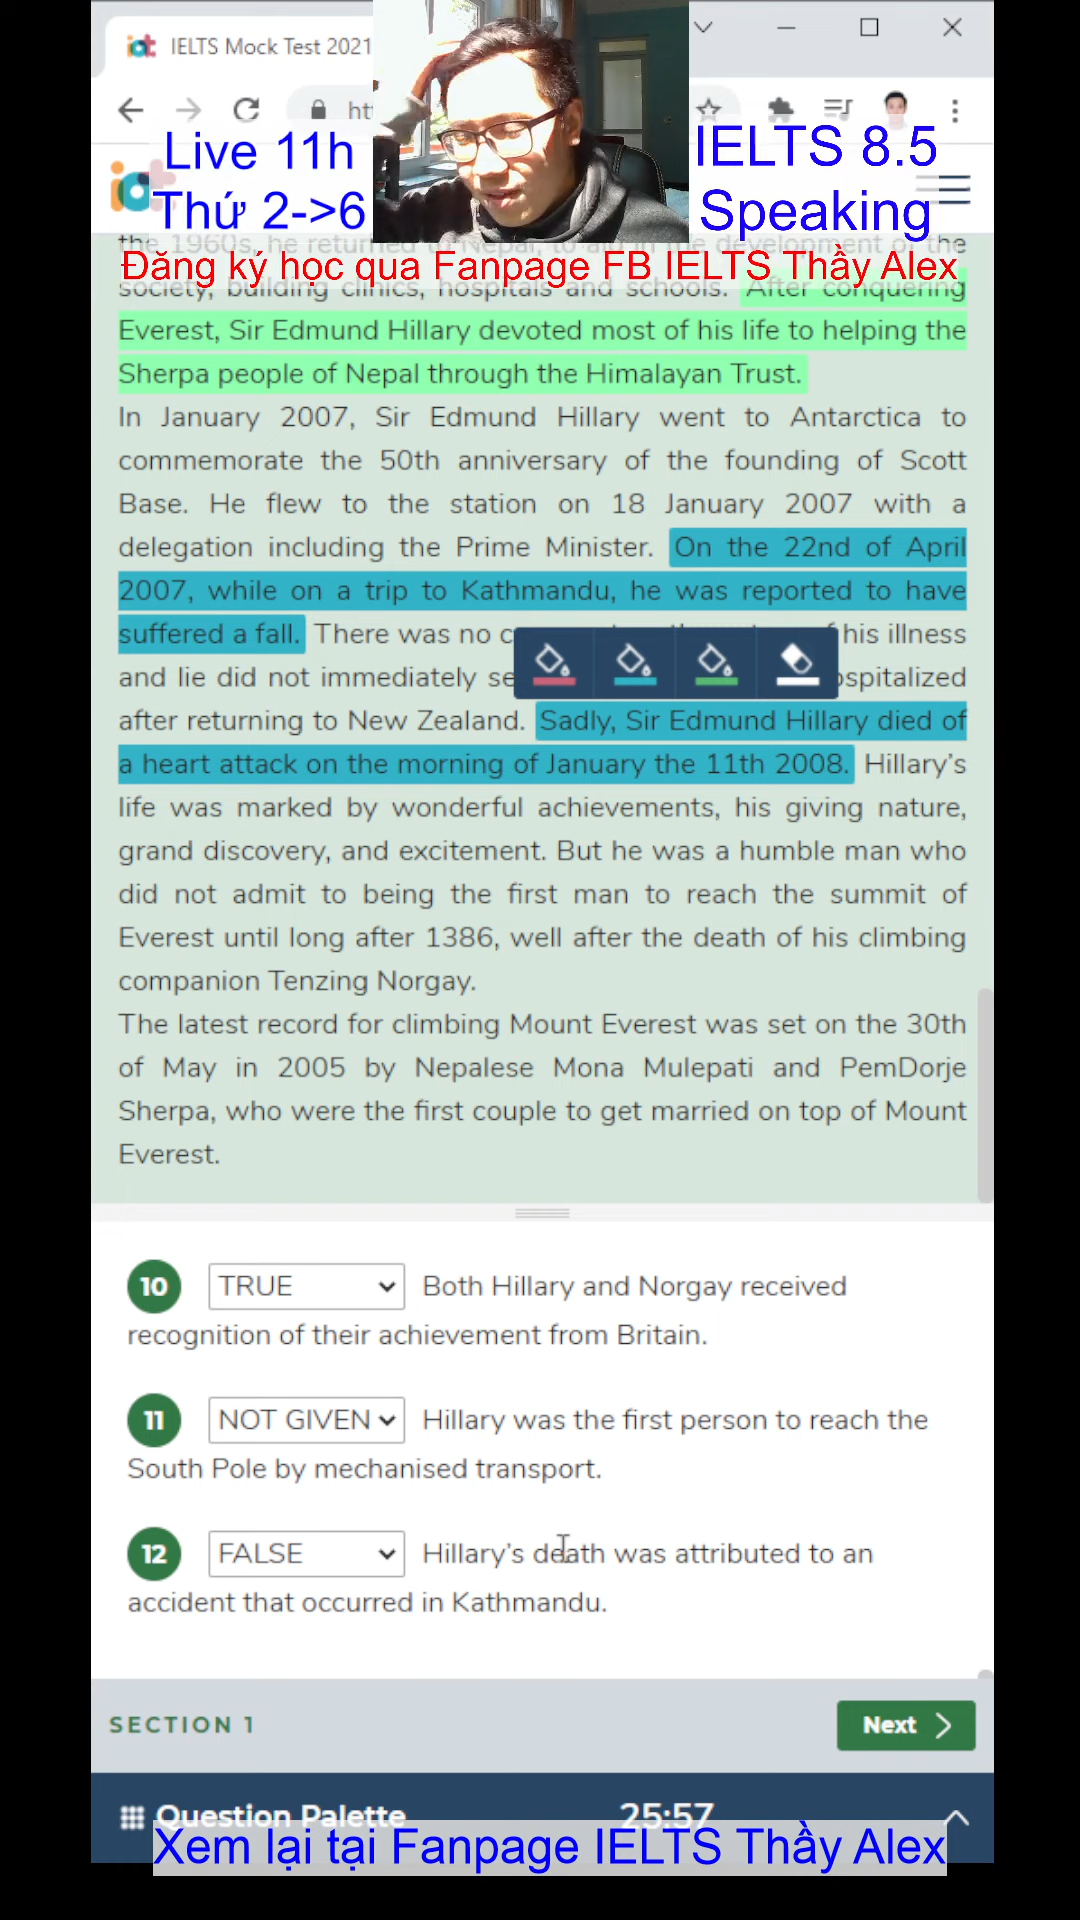 IELTS Mock Test 2021
Live 11h
Thứ 2->6
IELTS 8.5
Speaking
the 1960s, he returned to Nepal, to aid in the development of the
Đăng ký học qua Fanpage FB IELTS Thầy Alex
society, building clinics, hospitals and schools. After conquering
Everest, Sir Edmund Hillary devoted most of his life to helping the
Sherpa people of Nepal through the Himalayan Trust.
In January 2007, Sir Edmund Hillary went to Antarctica to
commemorate the 50th anniversary of the founding of Scott
Base. He flew to the station on 18 January 2007 with a
delegation including the Prime Minister. On the 22nd of April
2007, while on a trip to Kathmandu, he was reported to have
suffered a fall. There was no his illness
and lie did not immediately
after returning to New Zealand. Sadly, Sir Edmund Hillary died of
a heart attack on the morning of January the 11th 2008. Hillary's
life was marked by wonderful achievements, his giving nature,
grand discovery, and excitement. But he was a humble man who
did not admit to being the first man to reach the summit of
Everest until long after 1386, well after the death of his climbing
companion Tenzing Norgay.
The latest record for climbing Mount Everest was set on the 30th
of May in 2005 by Nepalese Mona Mulepati and PemDorje
Sherpa, who were the first couple to get married on top of Mount
Everest.
10 TRUE Both Hillary and Norgay received
recognition of their achievement from Britain.
11 NOT GIVEN Hillary was the first person to reach the
South Pole by mechanised transport.
12 FALSE Hillary's death was attributed to an
accident that occurred in Kathmandu.
SECTION 1
Next
Question Palette 25:57
Xem lại tại Fanpage IELTS Thầy Alex